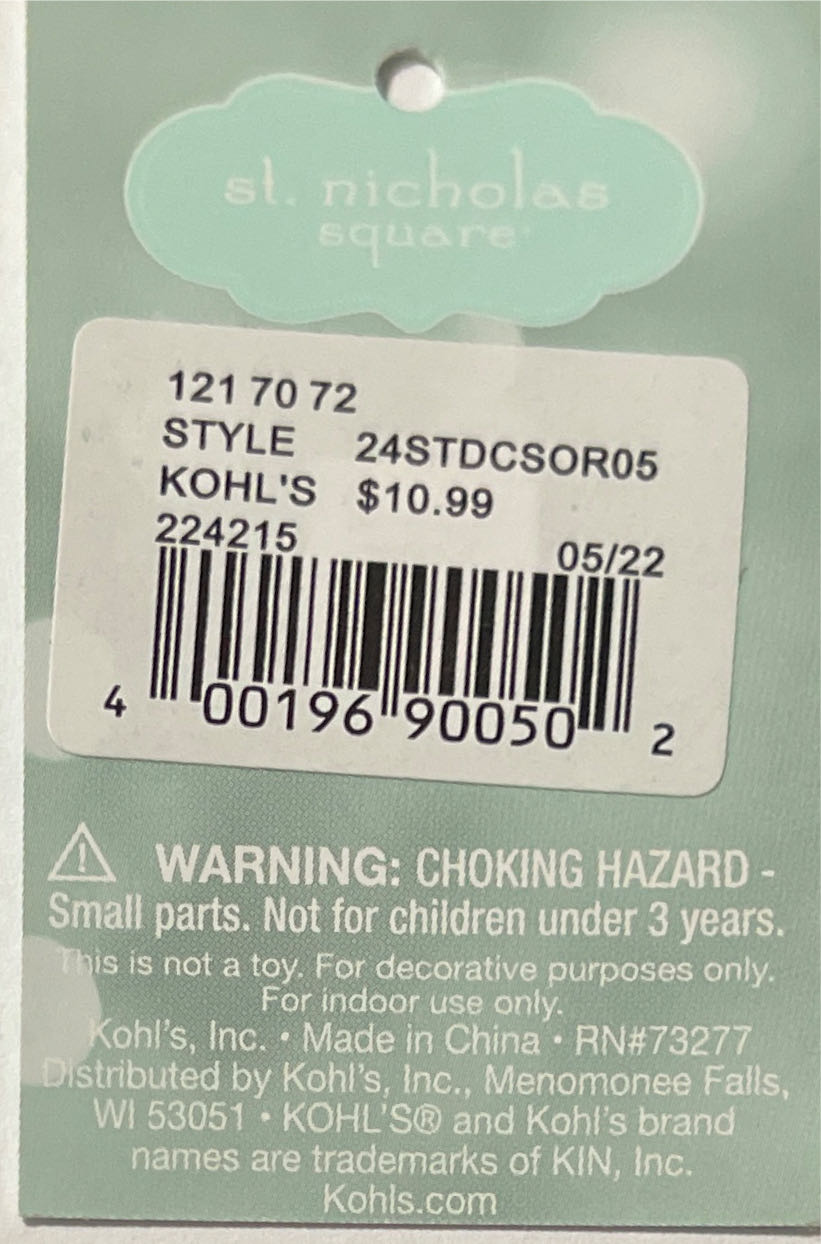 st. nicholas
square
121 70 72
STYLE 24STDCSOR05
KOHL'S $10.99
224215 05/22
4 00196 90050 2
WARNING: CHOKING HAZARD -
Small parts. Not for children under 3 years.
This is not a toy. For decorative purposes only.
For indoor use only.
Kohl's, Inc. • Made in China • RN#73277
Distributed by Kohl's, Inc., Menomonee Falls,
WI 53051 • KOHL'S® and Kohl's brand
names are trademarks of KIN, Inc.
Kohls.com